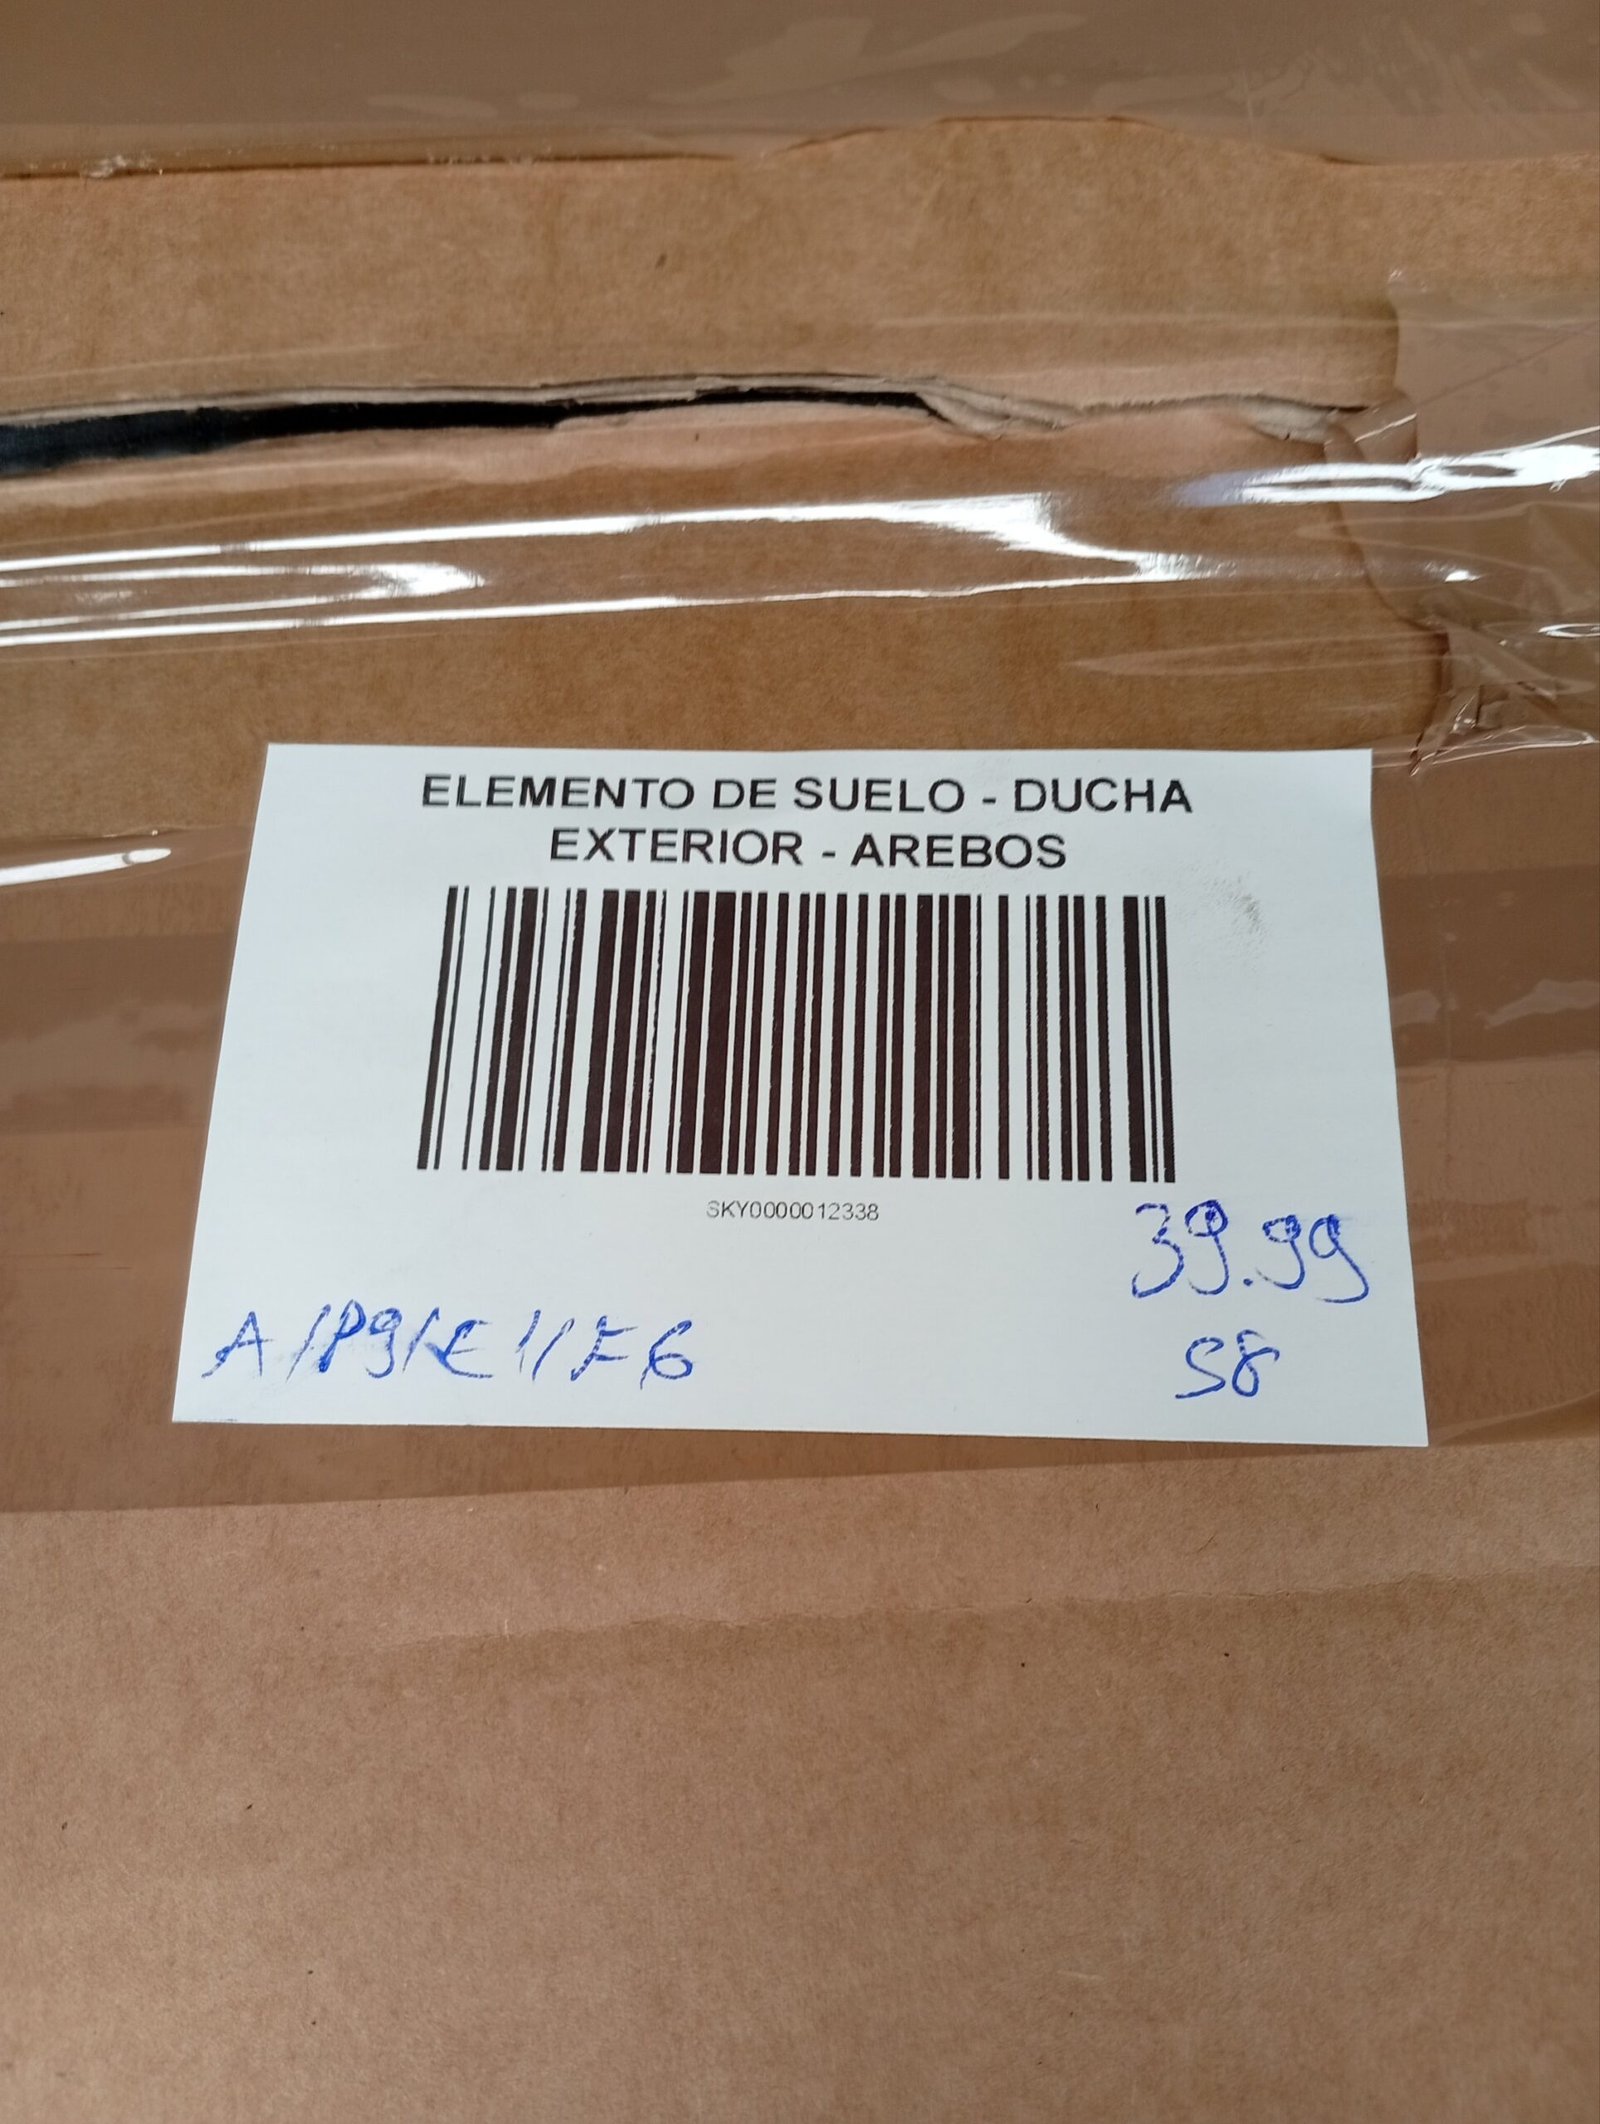 ELEMENTO DE SUELO - DUCHA
EXTERIOR - AREBOS
SKY0000012338
39.99
A/P9/E1/F6
S8